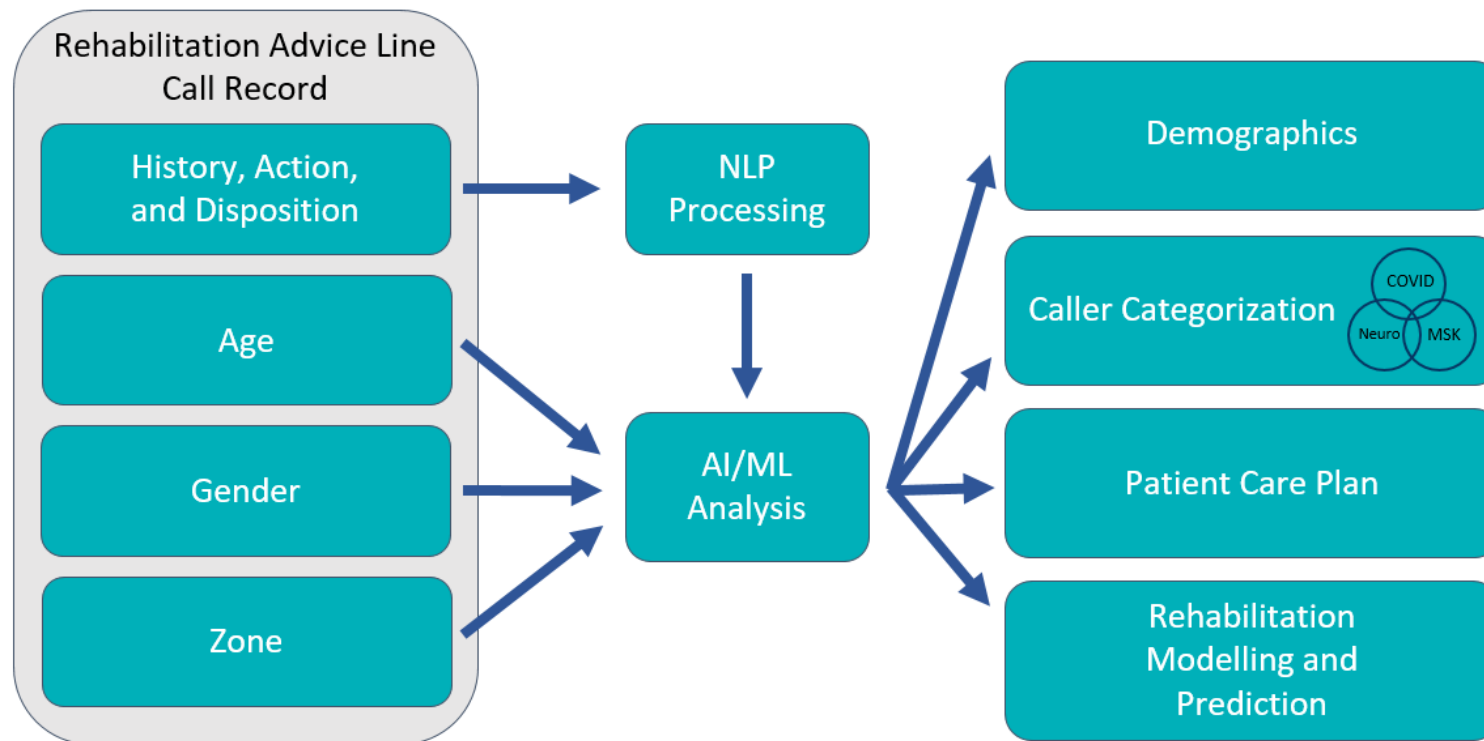 Rehabilitation Advice Line
Call Record
History, Action,
and Disposition
Age
Gender
Zone
NLP
Processing
AI/ML
Analysis
Demographics
Caller Categorization
COVID
Neuro
MSK
Patient Care Plan
Rehabilitation
Modelling and
Prediction